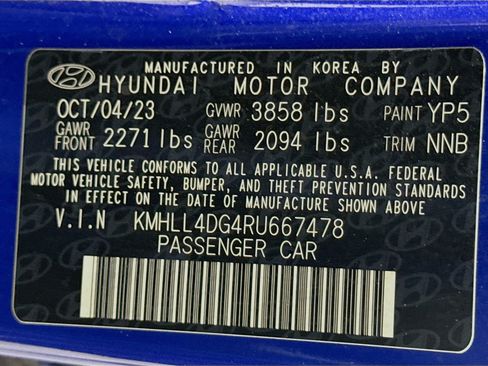 MANUFACTURED IN KOREA BY
HYUNDAI MOTOR COMPANY
OCT/04/23 GVWR 3858 lbs PAINT YP5
GAWR FRONT 2271 lbs GAWR REAR 2094 lbs TRIM NNB
THIS VEHICLE CONFORMS TO ALL APPLICABLE U.S.A. FEDERAL
MOTOR VEHICLE SAFETY, BUMPER, AND THEFT PREVENTION STANDARDS
IN EFFECT ON THE DATE OF MANUFACTURE SHOWN ABOVE
V.I.N KMHLL4DG4RU667478
PASSENGER CAR